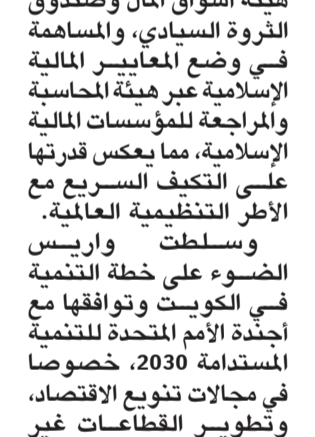 هيئة أسواق المال وصندوق
الثروة السيادي، والمساهمة
في وضع المعايير المالية
الإسلامية عبر هيئة المحاسبة
والمراجعة للمؤسسات المالية
الإسلامية، مما يعكس قدرتها
على التكيف السريع مع
الأطر التنظيمية العالمية.
وسلطت واريس
الضوء على خطة التنمية
في الكويت وتوافقها مع
أجندة الأمم المتحدة للتنمية
المستدامة 2030، خصوصا
في مجالات تنويع الاقتصاد،
وتطوير القطاعات غير